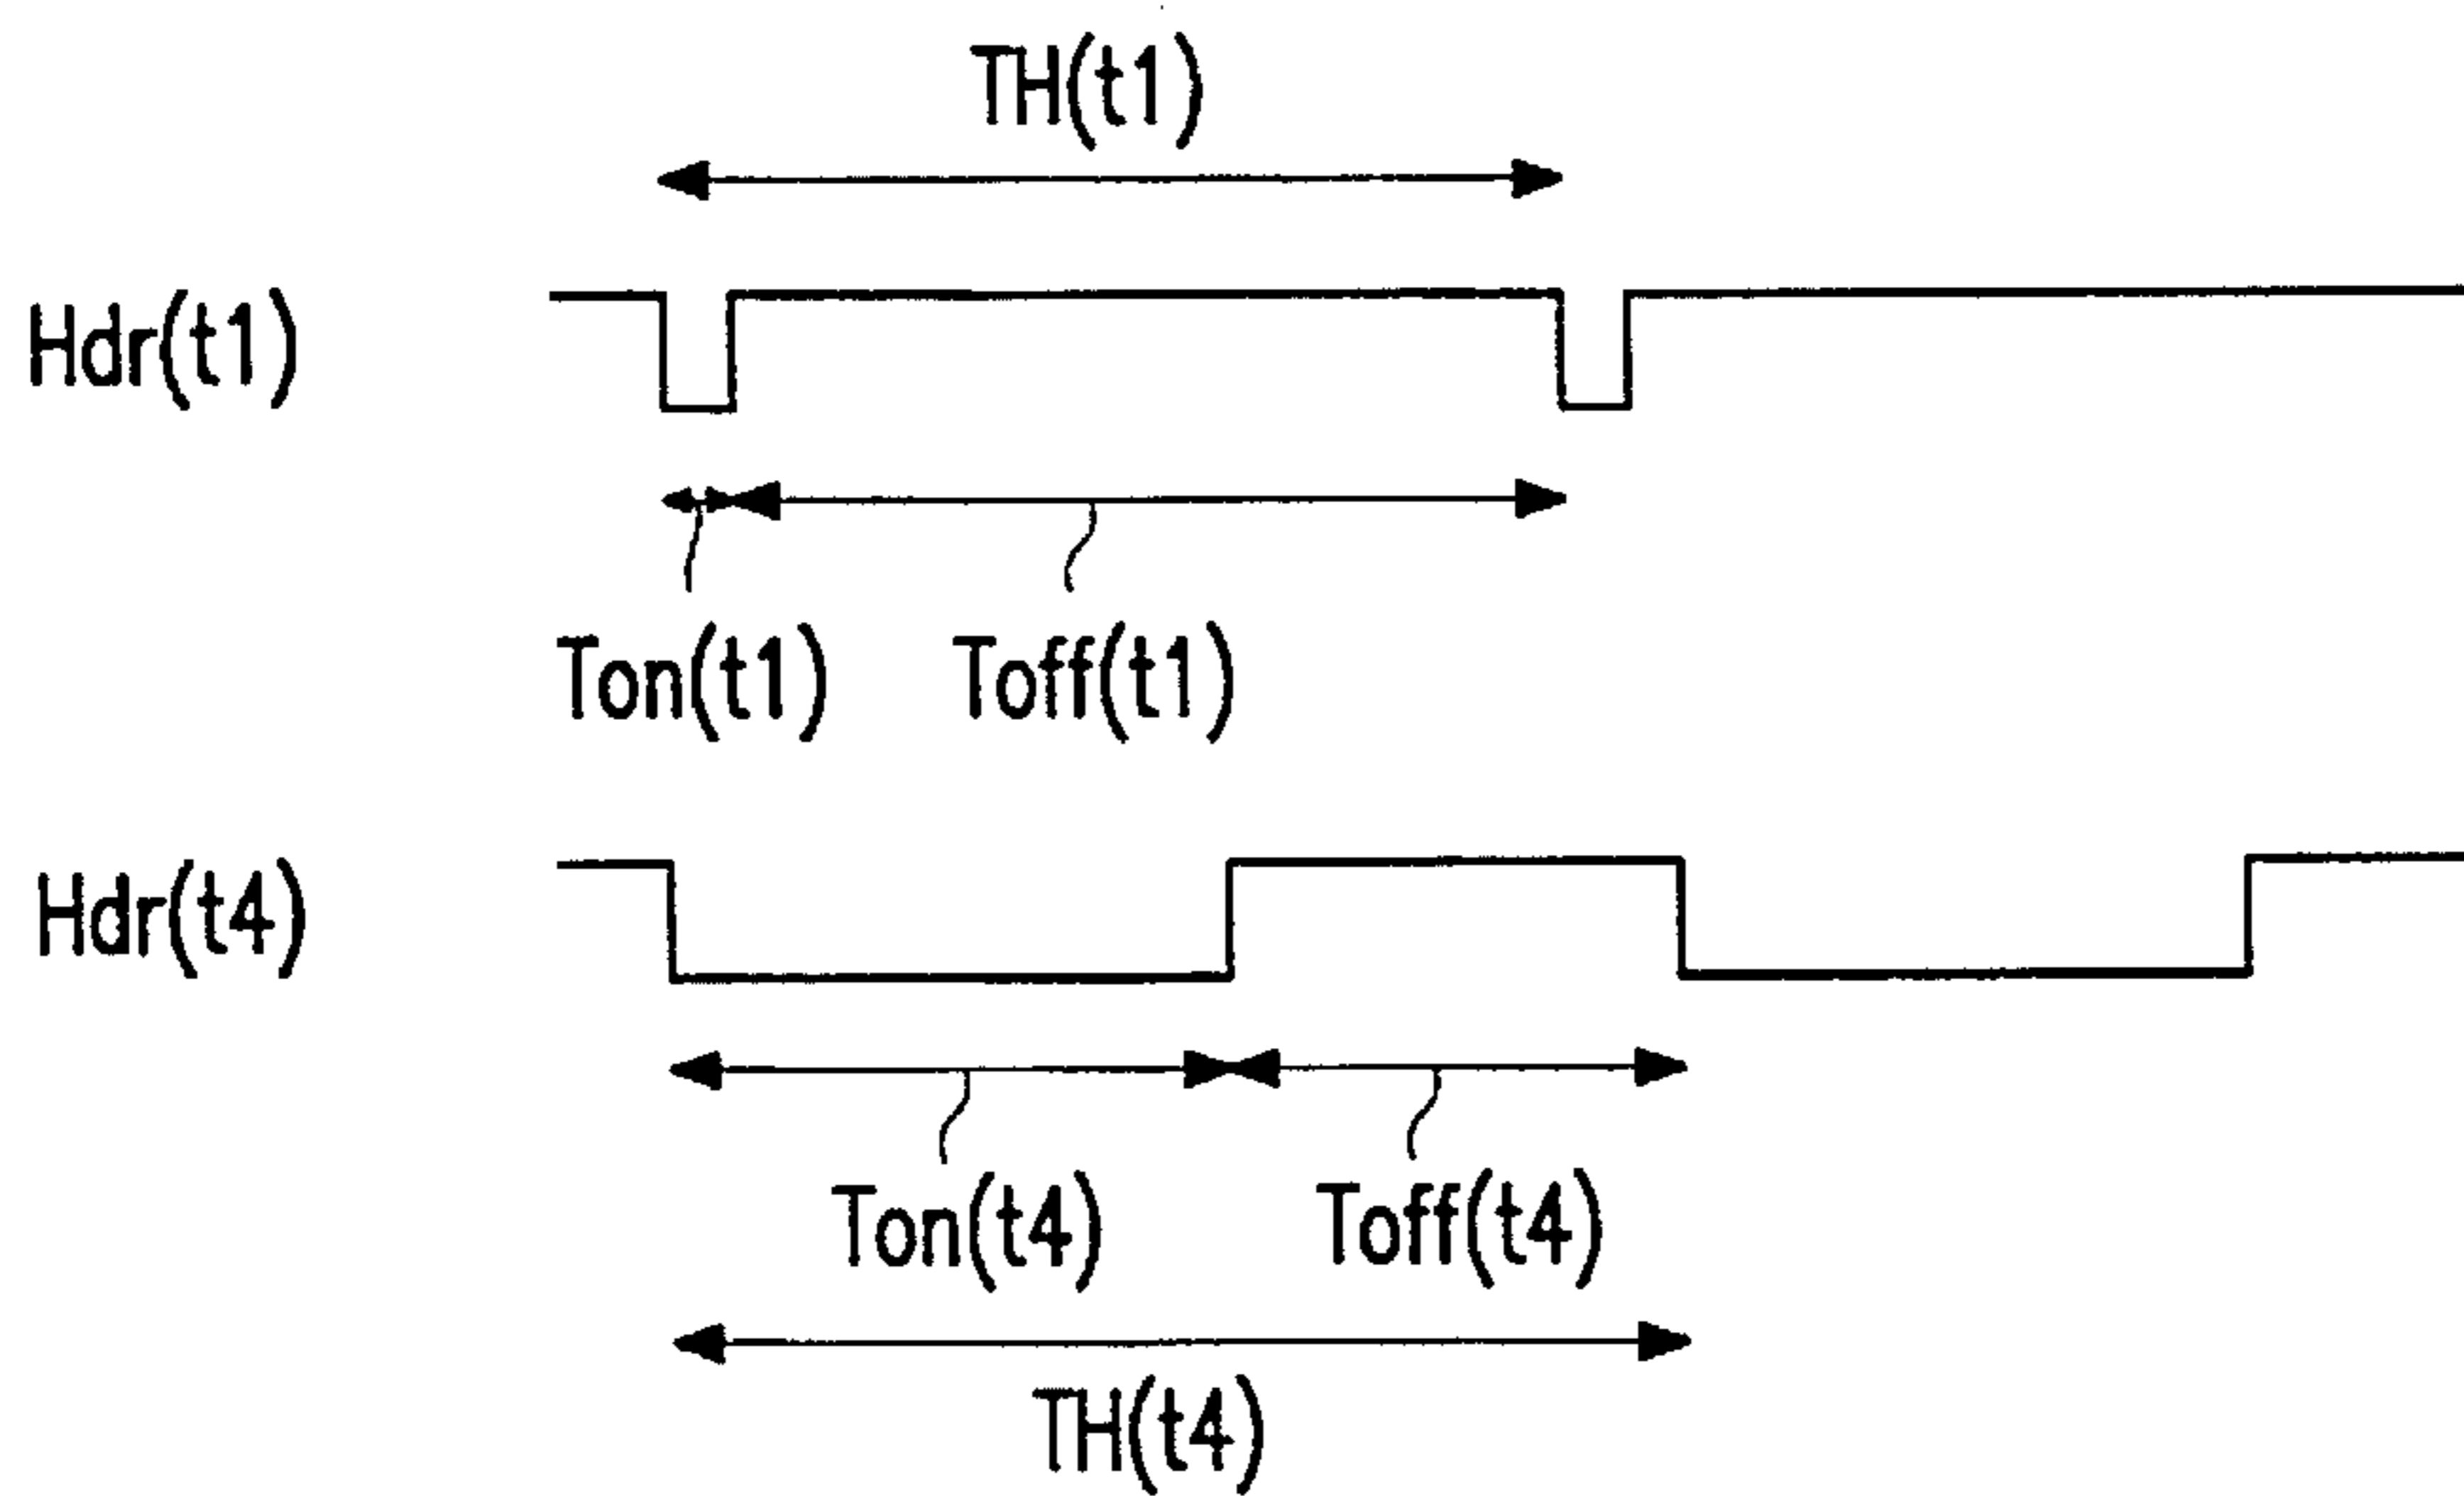 TH(t1)
Hdr(t1)
Ton(t1) Toff(t1)
Hdr(t4)
Ton(t4) Toff(t4)
TH(t4)